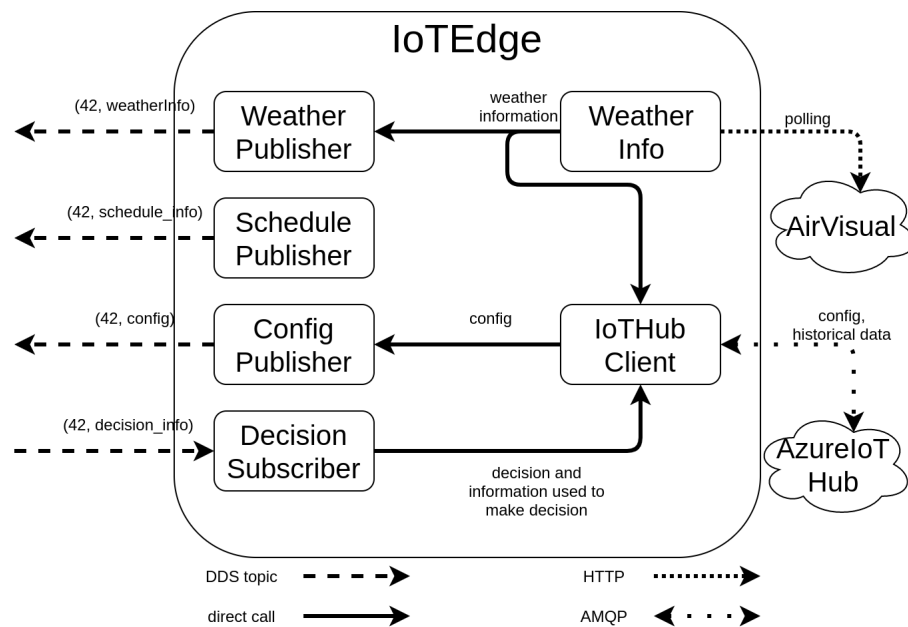 IoTEdge
(42, weatherInfo)
Weather
Publisher
weather
information
Weather
Info
polling
AirVisual
(42, schedule_info)
Schedule
Publisher
(42, config)
Config
Publisher
config
IoTHub
Client
config,
historical data
AzureIoT
Hub
(42, decision_info)
Decision
Subscriber
decision and
information used to
make decision
DDS topic
HTTP
direct call
AMQP